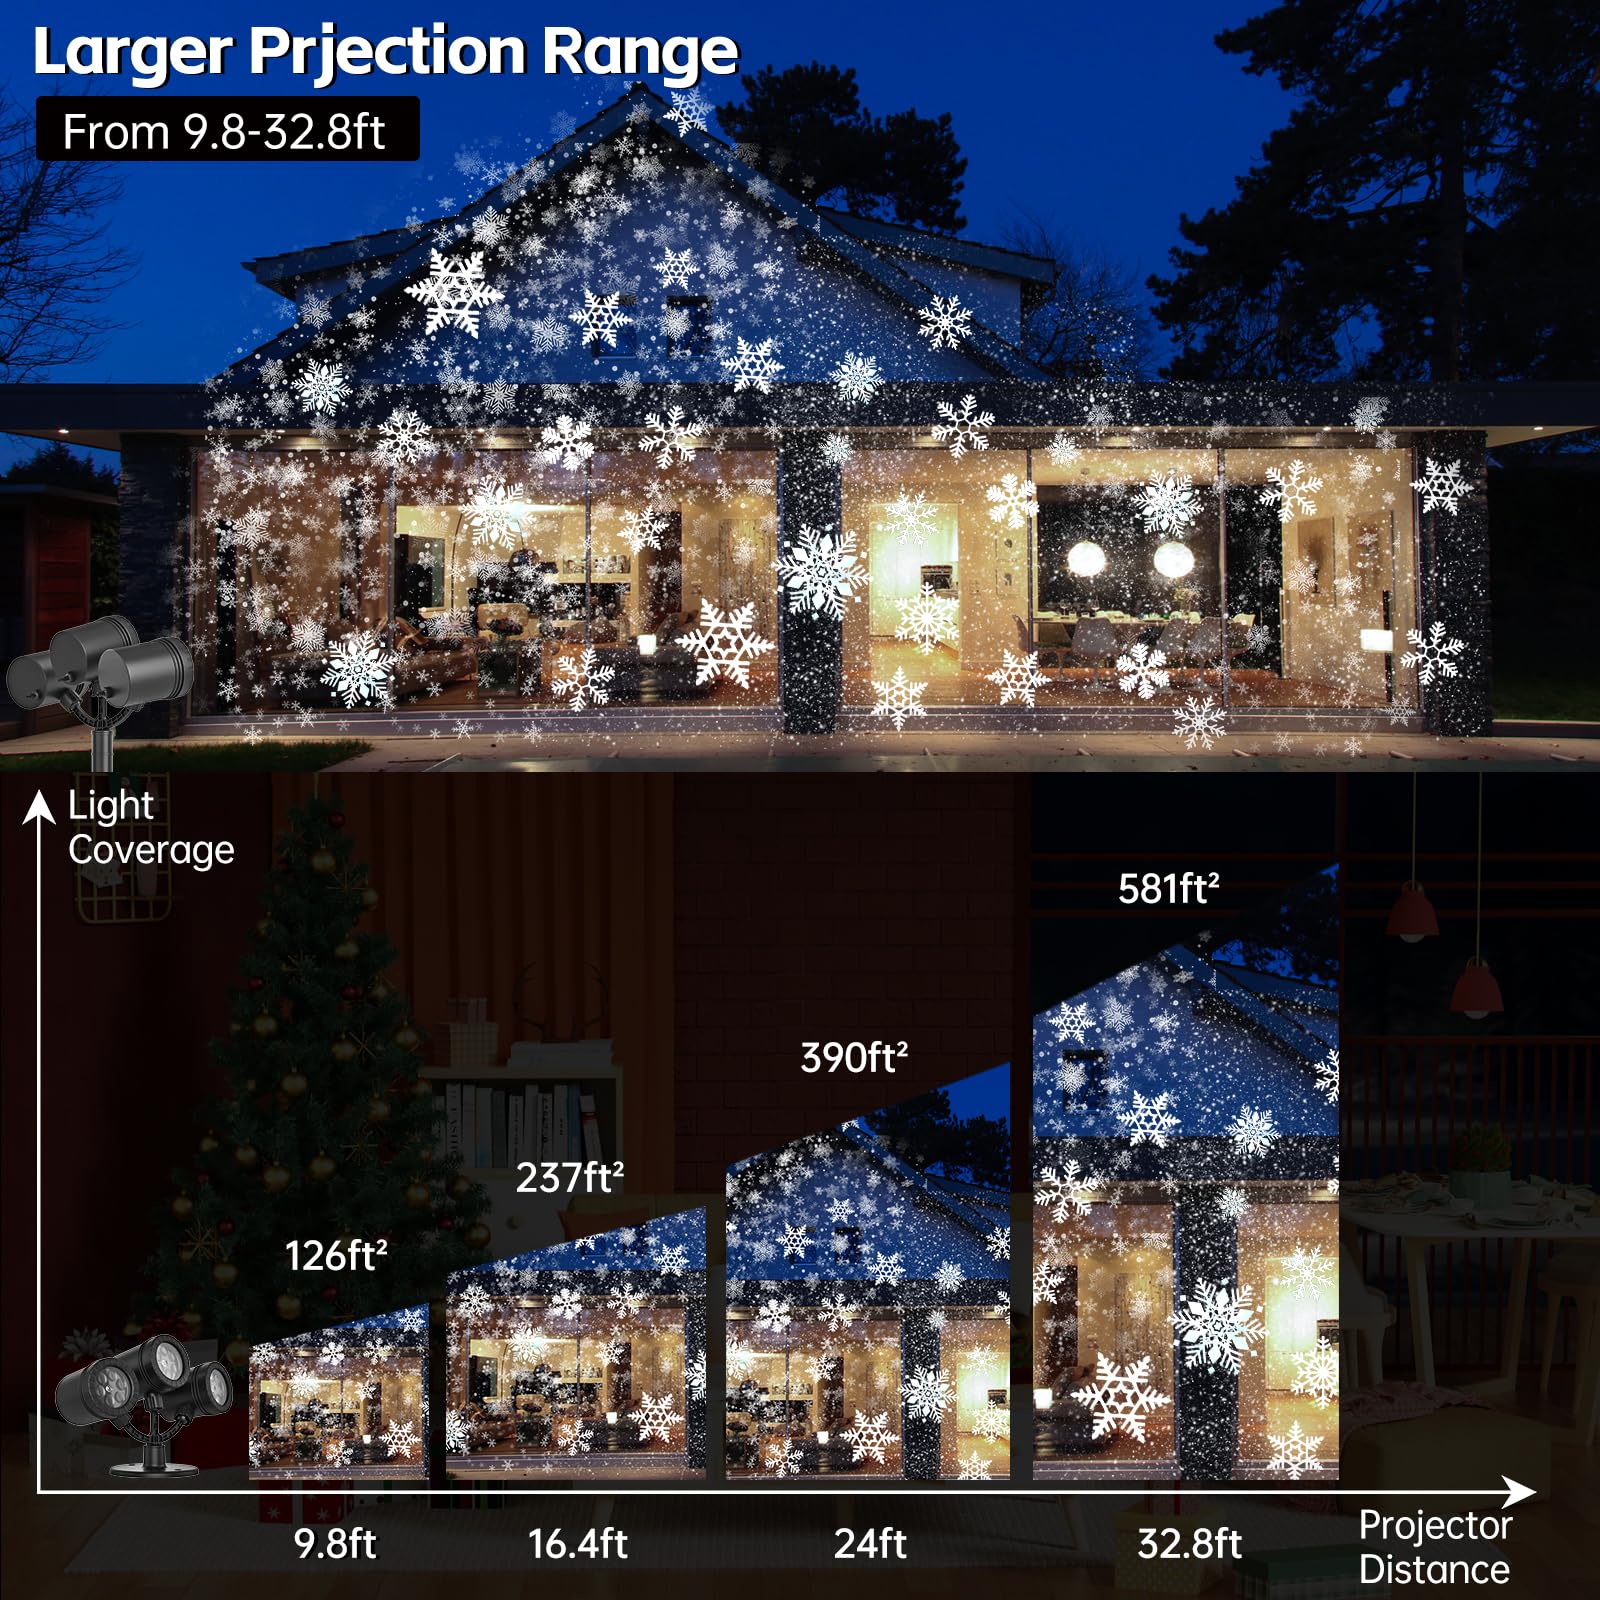 Larger Prjection Range
From 9.8-32.8ft
Light
Coverage
581ft²
390ft²
237ft²
126ft²
9.8ft
16.4ft
24ft
32.8ft
Projector
Distance